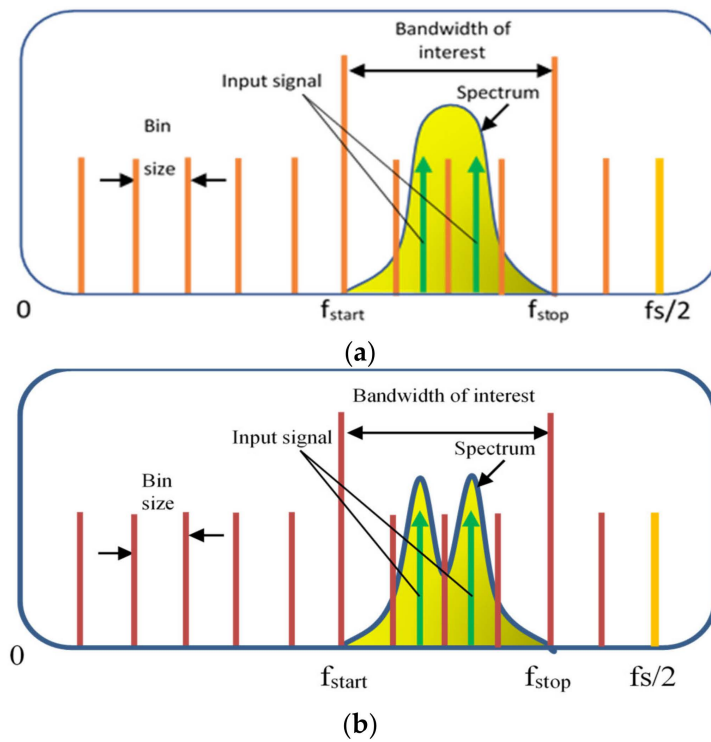 Bandwidth of
interest
Input signal
Spectrum
Bin
size
0
fstart
fstop
fs/2
(a)
Bandwidth of interest
Input signal
Spectrum
Bin
size
0
fstart
fstop
fs/2
(b)